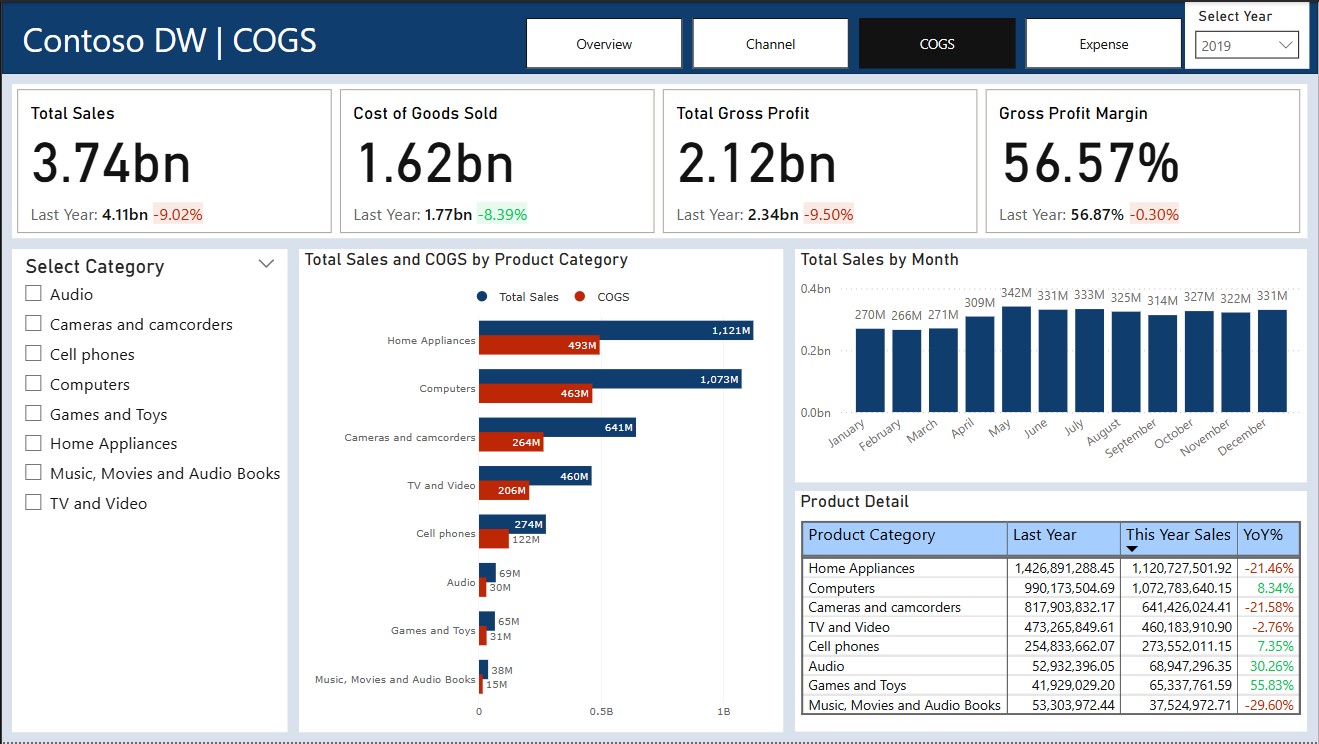 Contoso DW | COGS
Overview
Channel
COGS
Expense
Select Year
2019
Total Sales
3.74bn
Last Year: 4.11bn -9.02%
Cost of Goods Sold
1.62bn
Last Year: 1.77bn -8.39%
Total Gross Profit
2.12bn
Last Year: 2.34bn -9.50%
Gross Profit Margin
56.57%
Last Year: 56.87% -0.30%
Select Category
Audio
Cameras and camcorders
Cell phones
Computers
Games and Toys
Home Appliances
Music, Movies and Audio Books
TV and Video
Total Sales and COGS by Product Category
Total Sales COGS
Home Appliances 1,121M 493M
Computers 1,073M 463M
Cameras and camcorders 641M 264M
TV and Video 460M 206M
Cell phones 274M 122M
Audio 69M 30M
Games and Toys 65M 31M
Music, Movies and Audio Books 38M 15M
0 0.5B 1B
Total Sales by Month
0.4bn
0.2bn
0.0bn
270M 266M 271M 309M 342M 331M 333M 325M 314M 327M 322M 331M
January February March April May June July August September October November December
Product Detail
Product Category Last Year This Year Sales YoY%
Home Appliances 1,426,891,288.45 1,120,727,501.92 -21.46%
Computers 990,173,504.69 1,072,783,640.15 8.34%
Cameras and camcorders 817,903,832.17 641,426,024.41 -21.58%
TV and Video 473,265,849.61 460,183,910.90 -2.76%
Cell phones 254,833,662.07 273,552,011.15 7.35%
Audio 52,932,396.05 68,947,296.35 30.26%
Games and Toys 41,929,029.20 65,337,761.59 55.83%
Music, Movies and Audio Books 53,303,972.44 37,524,972.71 -29.60%